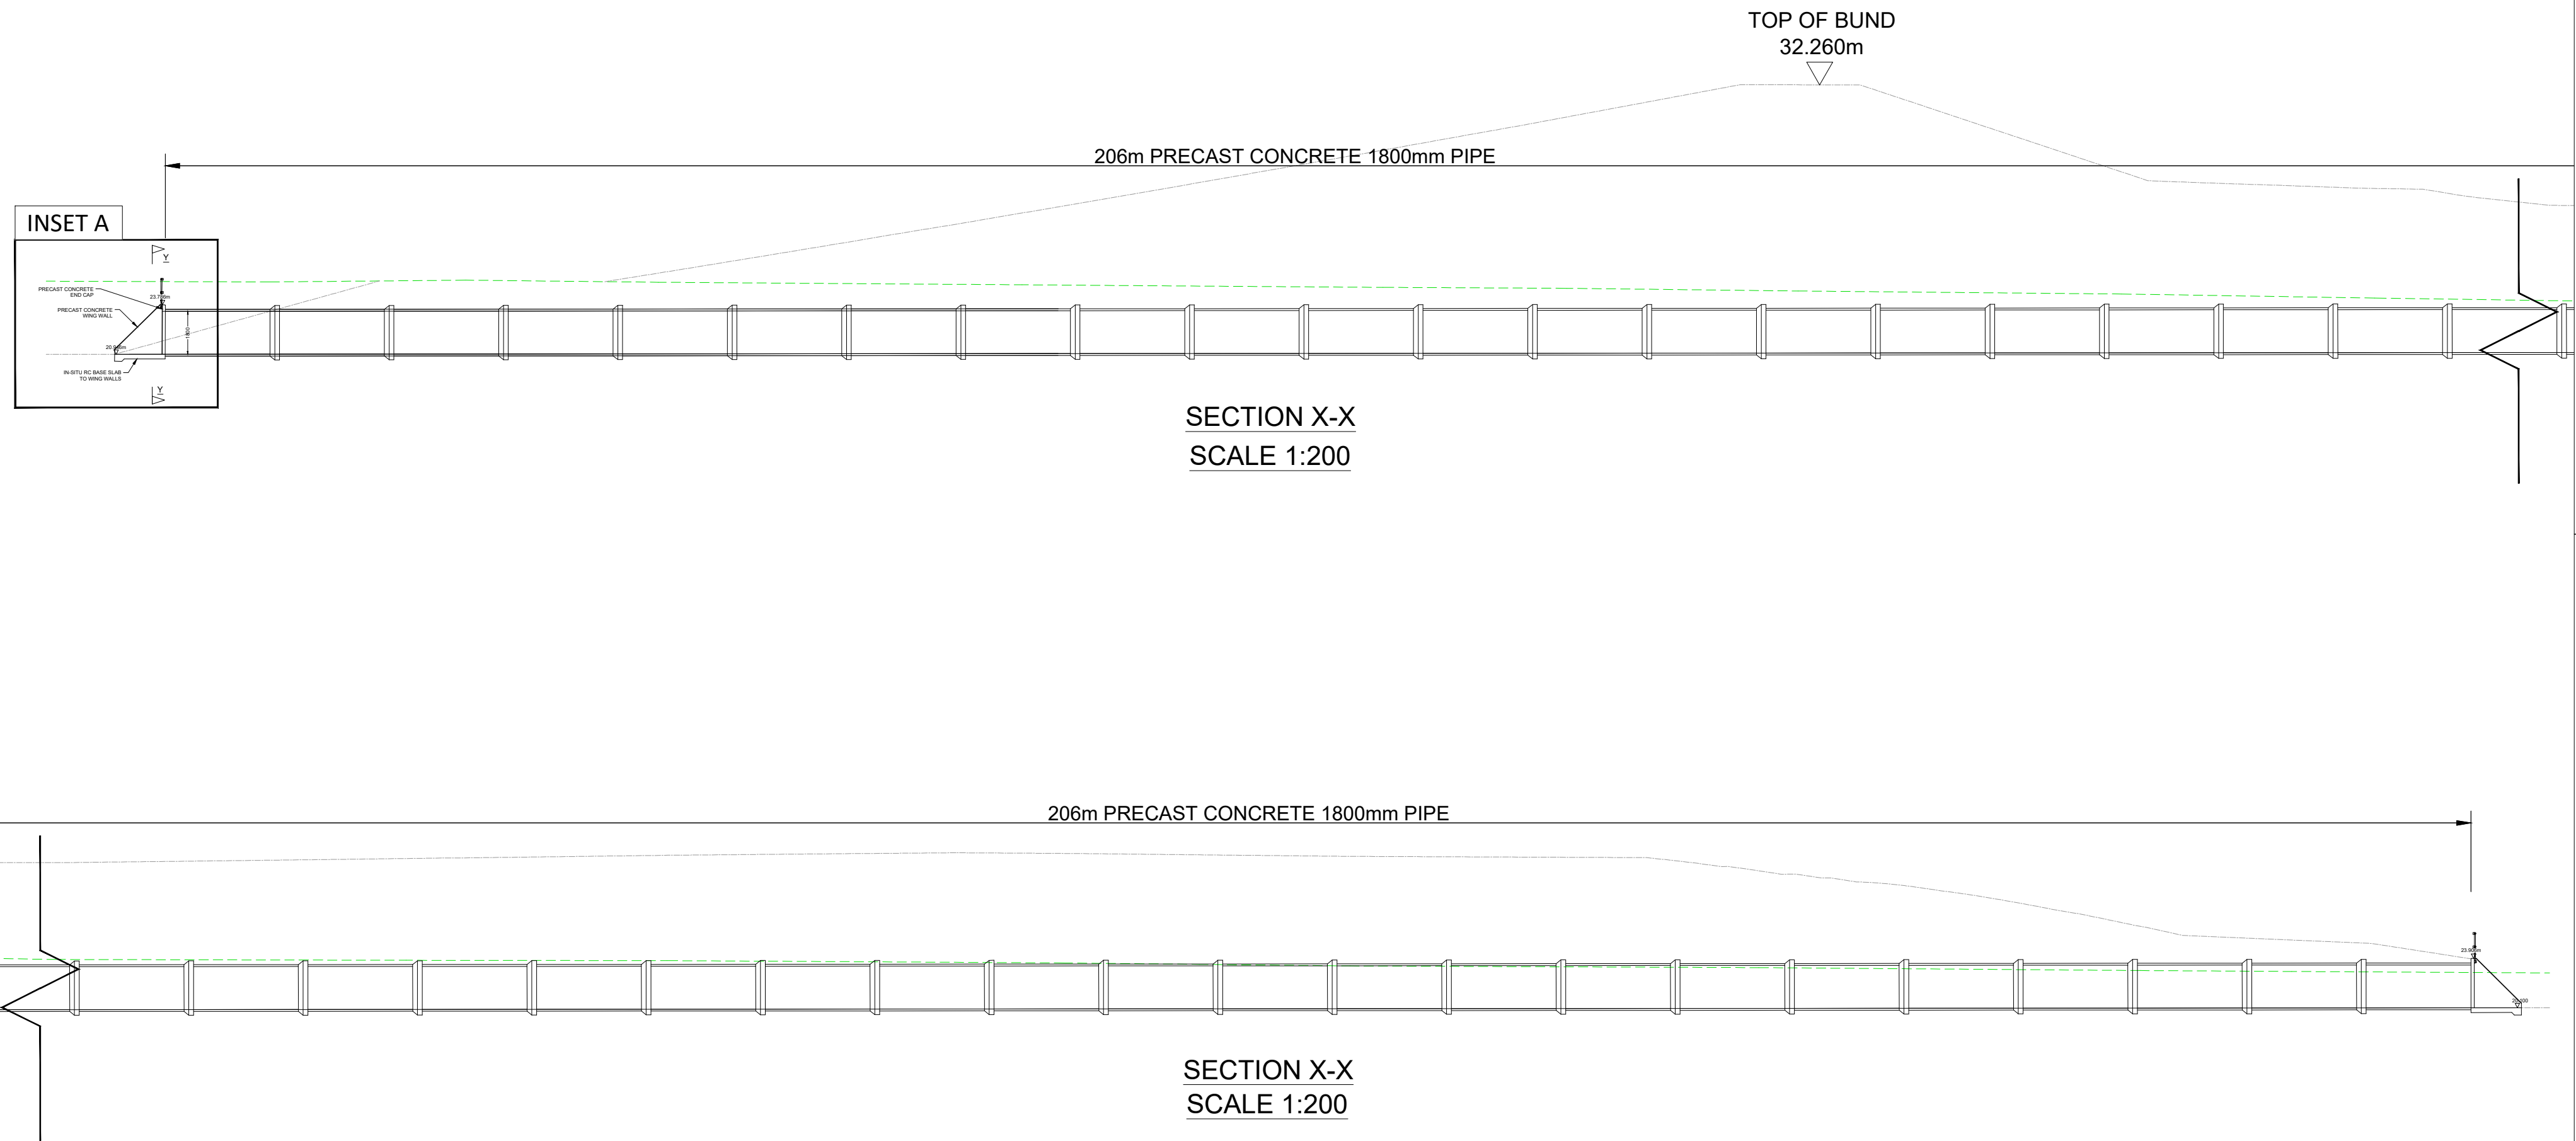 TOP OF BUND
32.260m
206m PRECAST CONCRETE 1800mm PIPE
INSET A
Y
PRECAST CONCRETE
END CAP
PRECAST CONCRETE
WING WALL
1800
IN-SITU RC BASE SLAB
TO WING WALLS
Y
SECTION X-X
SCALE 1:200
206m PRECAST CONCRETE 1800mm PIPE
SECTION X-X
SCALE 1:200